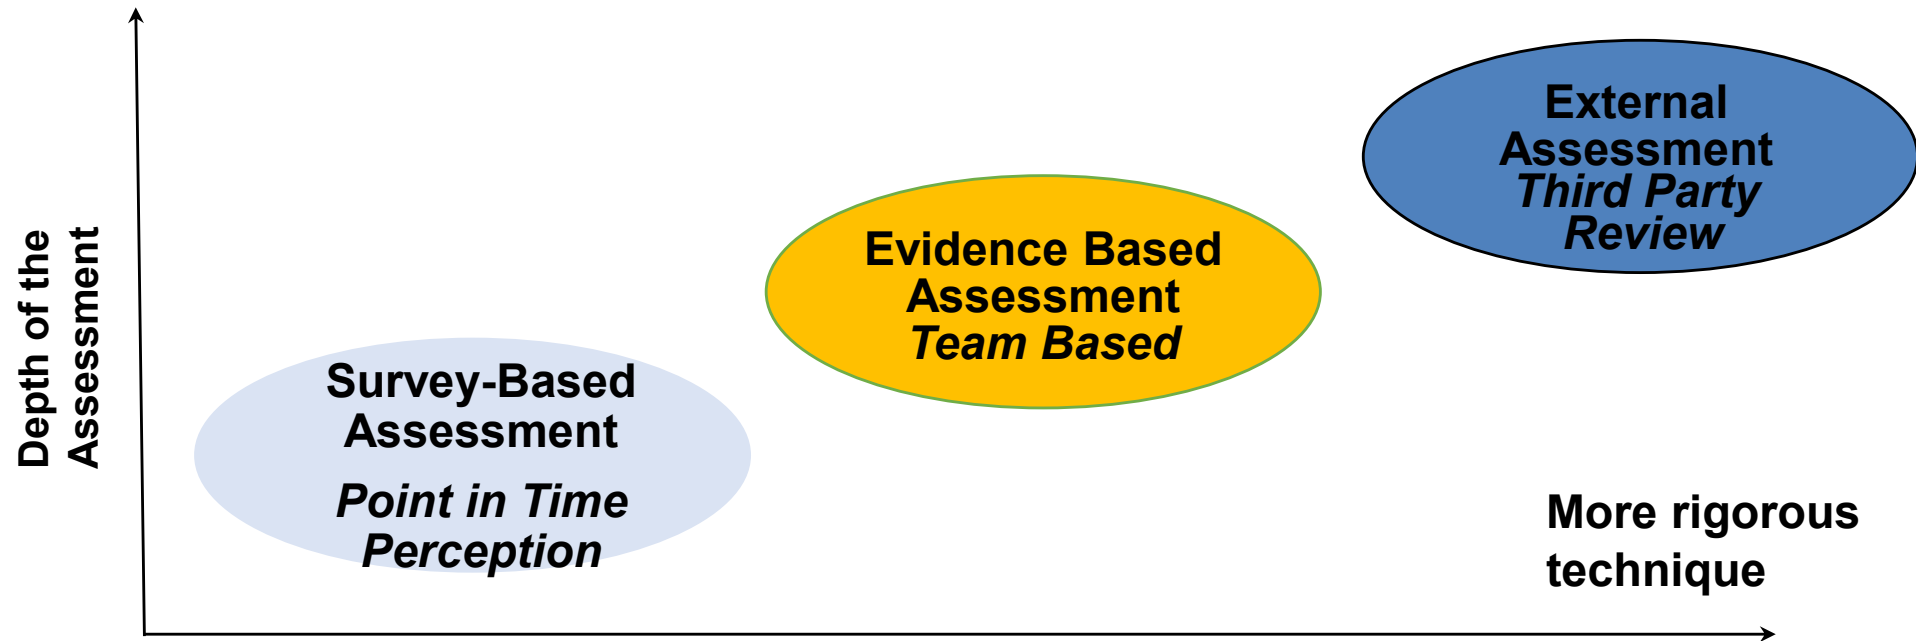 Depth of the
Assessment
Survey-Based
Assessment
Point in Time
Perception
Evidence Based
Assessment
Team Based
External
Assessment
Third Party
Review
More rigorous
technique